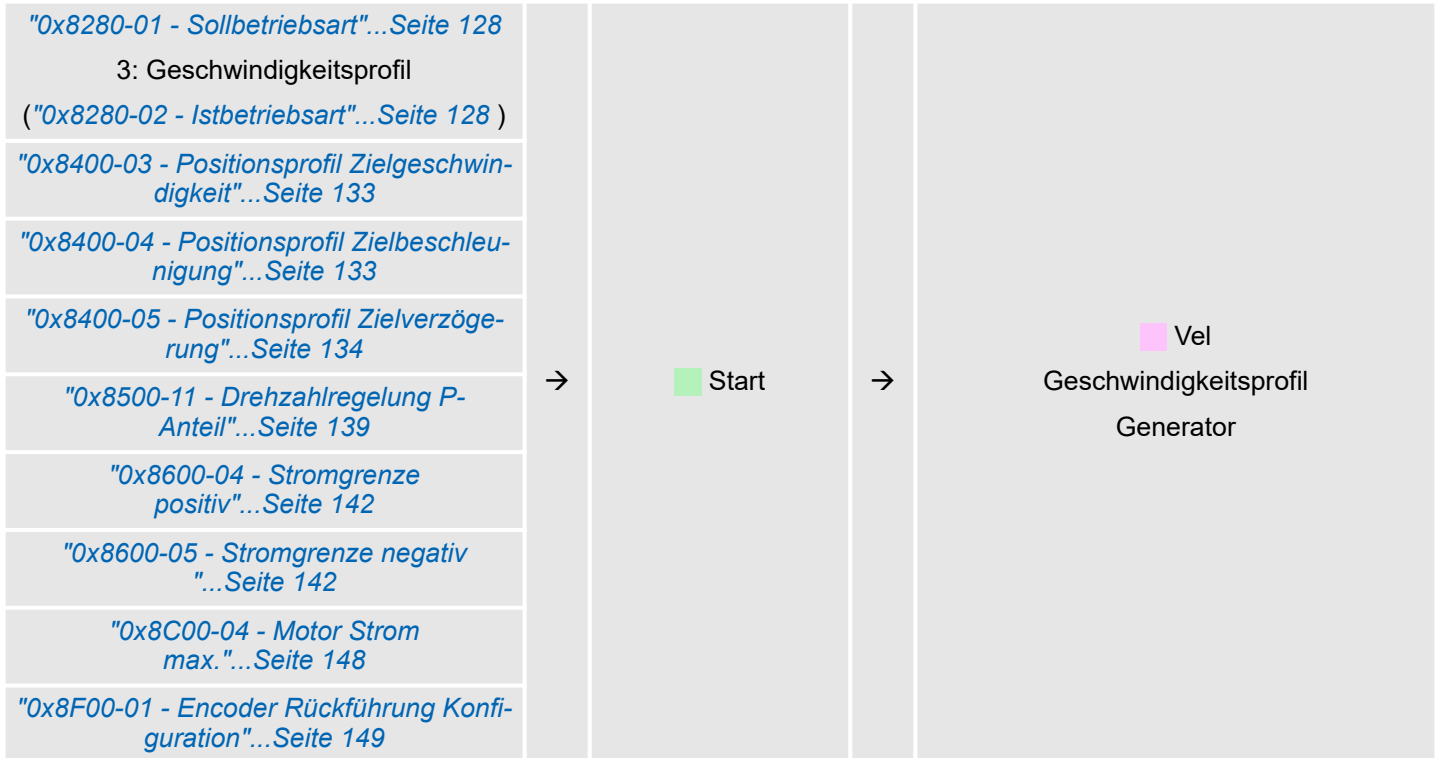 "0x8280-01 - Sollbetriebsart"...Seite 128
3: Geschwindigkeitsprofil
("0x8280-02 - Istbetriebsart"...Seite 128 )
"0x8400-03 - Positionsprofil Zielgeschwin-
digkeit"...Seite 133
"0x8400-04 - Positionsprofil Zielbeschleu-
nigung"...Seite 133
"0x8400-05 - Positionsprofil Zielverzöge-
rung"...Seite 134
"0x8500-11 - Drehzahlregelung P-
Anteil"...Seite 139
"0x8600-04 - Stromgrenze
positiv"...Seite 142
"0x8600-05 - Stromgrenze negativ
"...Seite 142
"0x8C00-04 - Motor Strom
max."...Seite 148
"0x8F00-01 - Encoder Rückführung Konfi-
guration"...Seite 149
→
Start
→
Vel
Geschwindigkeitsprofil
Generator